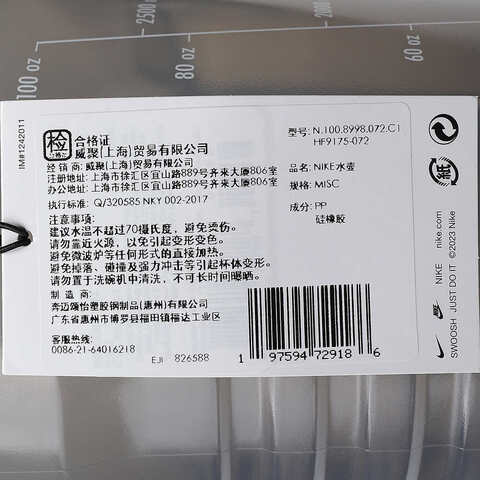 2500
100 oz
80 oz
60 oz
IM#1242011
检
合格证
合格证
威聚(上海)贸易有限公司
经销商: 威聚(上海)贸易有限公司
注册地址: 上海市徐汇区宜山路889号齐来大厦806室
办公地址: 上海市徐汇区宜山路889号齐来大厦806室
执行标准: Q/320585 NKY 002-2017
注意事项:
建议水温不超过70摄氏度, 避免烫伤。
请勿靠近火源, 以免引起变形变色。
避免微波炉等任何形式的直接加热。
避免掉落、碰撞及强力冲击等引起杯体变形。
请勿置于洗碗机中清洗, 不可长时间曝晒。
制造商:
奔迈颂怡塑胶钢制品(惠州)有限公司
广东省惠州市博罗县福田镇福达工业区
客服热线:
0086-21-64016218
EJI 826588
型号: N.100.8998.072.C1
HF9175-072
品名: NIKE水壶
规格: MISC
成分: PP
硅橡胶
1 97594 72918 6
纸
NIKE nike.com
SWOOSH JUST DO IT ©2023 Nike